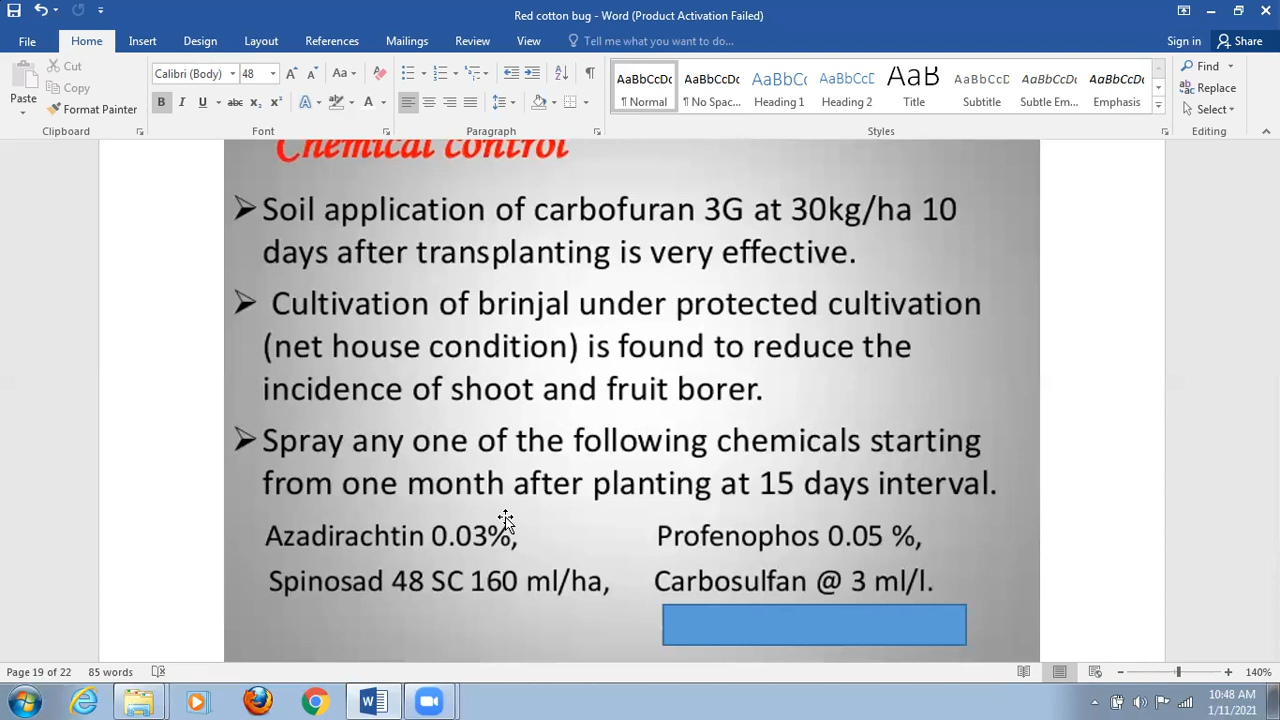 Red cotton bug - Word (Product Activation Failed)
File Home Insert Design Layout References Mailings Review View Tell me what you want to do... Sign in Share
Paste
Cut
Copy
Format Painter
Calibri (Body) 48
AaBbCcDc AaBbCcDc AaBbCc AaBbCcE AaB AaBbCcDc AaBbCcDc AaBbCcDc
¶ Normal ¶ No Spac... Heading 1 Heading 2 Title Subtitle Subtle Em... Emphasis
Find
Replace
Select
Clipboard Font Paragraph Styles Editing
Chemical control
Soil application of carbofuran 3G at 30kg/ha 10
days after transplanting is very effective.
Cultivation of brinjal under protected cultivation
(net house condition) is found to reduce the
incidence of shoot and fruit borer.
Spray any one of the following chemicals starting
from one month after planting at 15 days interval.
Azadirachtin 0.03%, Profenophos 0.05 %,
Spinosad 48 SC 160 ml/ha, Carbosulfan @ 3 ml/l.
Page 19 of 22 85 words 140%
10:48 AM
1/11/2021